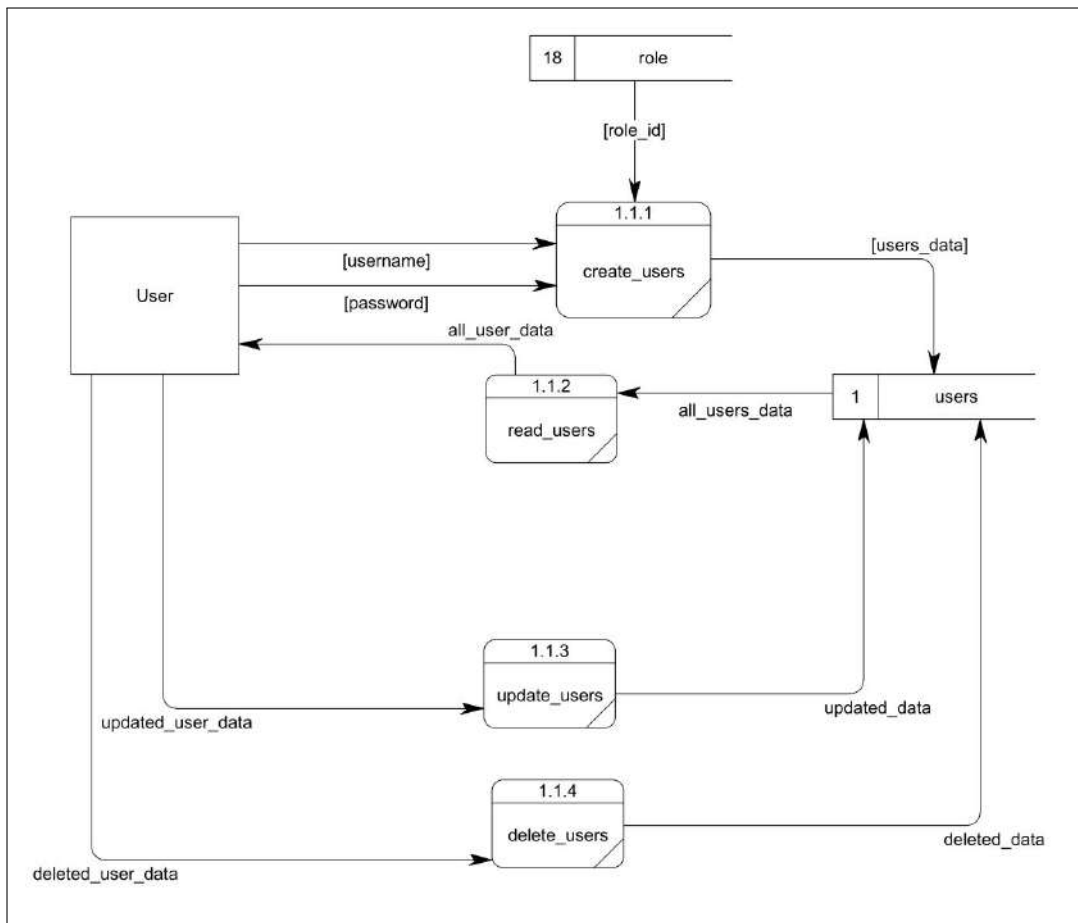 18
role
[role_id]
1.1.1
create_users
[users_data]
[username]
User
[password]
all_user_data
1.1.2
read_users
all_users_data
1
users
1.1.3
update_users
updated_user_data
updated_data
1.1.4
delete_users
deleted_data
deleted_user_data